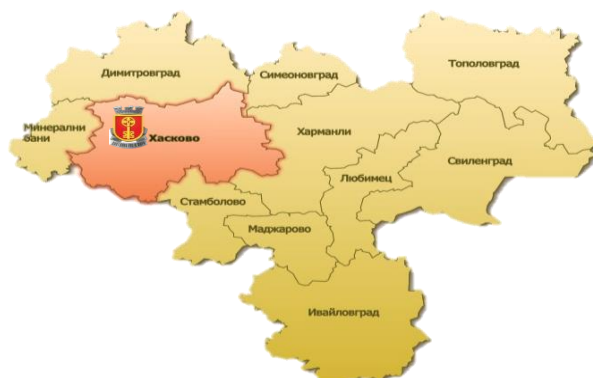 Димитровград
Симеоновград
Тополовград
Минерални
бани
Хасково
Харманли
Свиленград
Любимец
Стамболово
Маджарово
Ивайловград